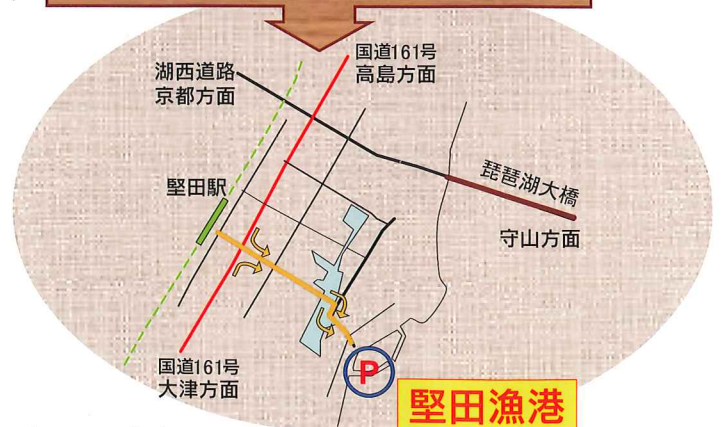 国道161号
高島方面
湖西道路
京都方面
琵琶湖大橋
堅田駅
守山方面
国道161号
大津方面
P
堅田漁港